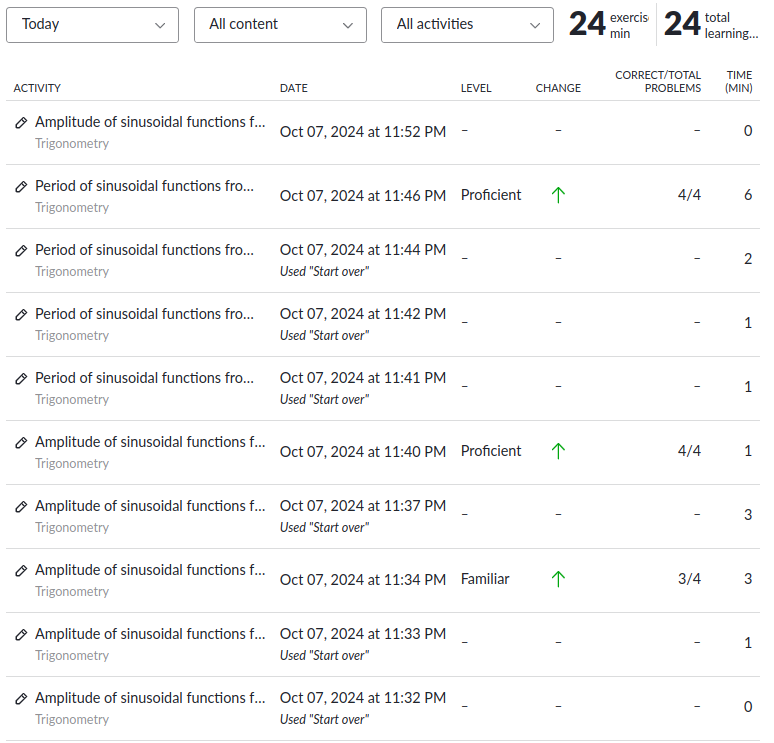 Today All content All activities 24 exercis 24 total
min learning...
ACTIVITY DATE LEVEL CHANGE CORRECT/TOTAL PROBLEMS TIME (MIN)
Amplitude of sinusoidal functions f...
Trigonometry
Oct 07, 2024 at 11:52 PM – – – 0
Period of sinusoidal functions fro...
Trigonometry
Oct 07, 2024 at 11:46 PM Proficient ↑ 4/4 6
Period of sinusoidal functions fro...
Trigonometry
Oct 07, 2024 at 11:44 PM
Used "Start over"
– – – 2
Period of sinusoidal functions fro...
Trigonometry
Oct 07, 2024 at 11:42 PM
Used "Start over"
– – – 1
Period of sinusoidal functions fro...
Trigonometry
Oct 07, 2024 at 11:41 PM
Used "Start over"
– – – 1
Amplitude of sinusoidal functions f...
Trigonometry
Oct 07, 2024 at 11:40 PM Proficient ↑ 4/4 1
Amplitude of sinusoidal functions f...
Trigonometry
Oct 07, 2024 at 11:37 PM
Used "Start over"
– – – 3
Amplitude of sinusoidal functions f...
Trigonometry
Oct 07, 2024 at 11:34 PM Familiar ↑ 3/4 3
Amplitude of sinusoidal functions f...
Trigonometry
Oct 07, 2024 at 11:33 PM
Used "Start over"
– – – 1
Amplitude of sinusoidal functions f...
Trigonometry
Oct 07, 2024 at 11:32 PM
Used "Start over"
– – – 0